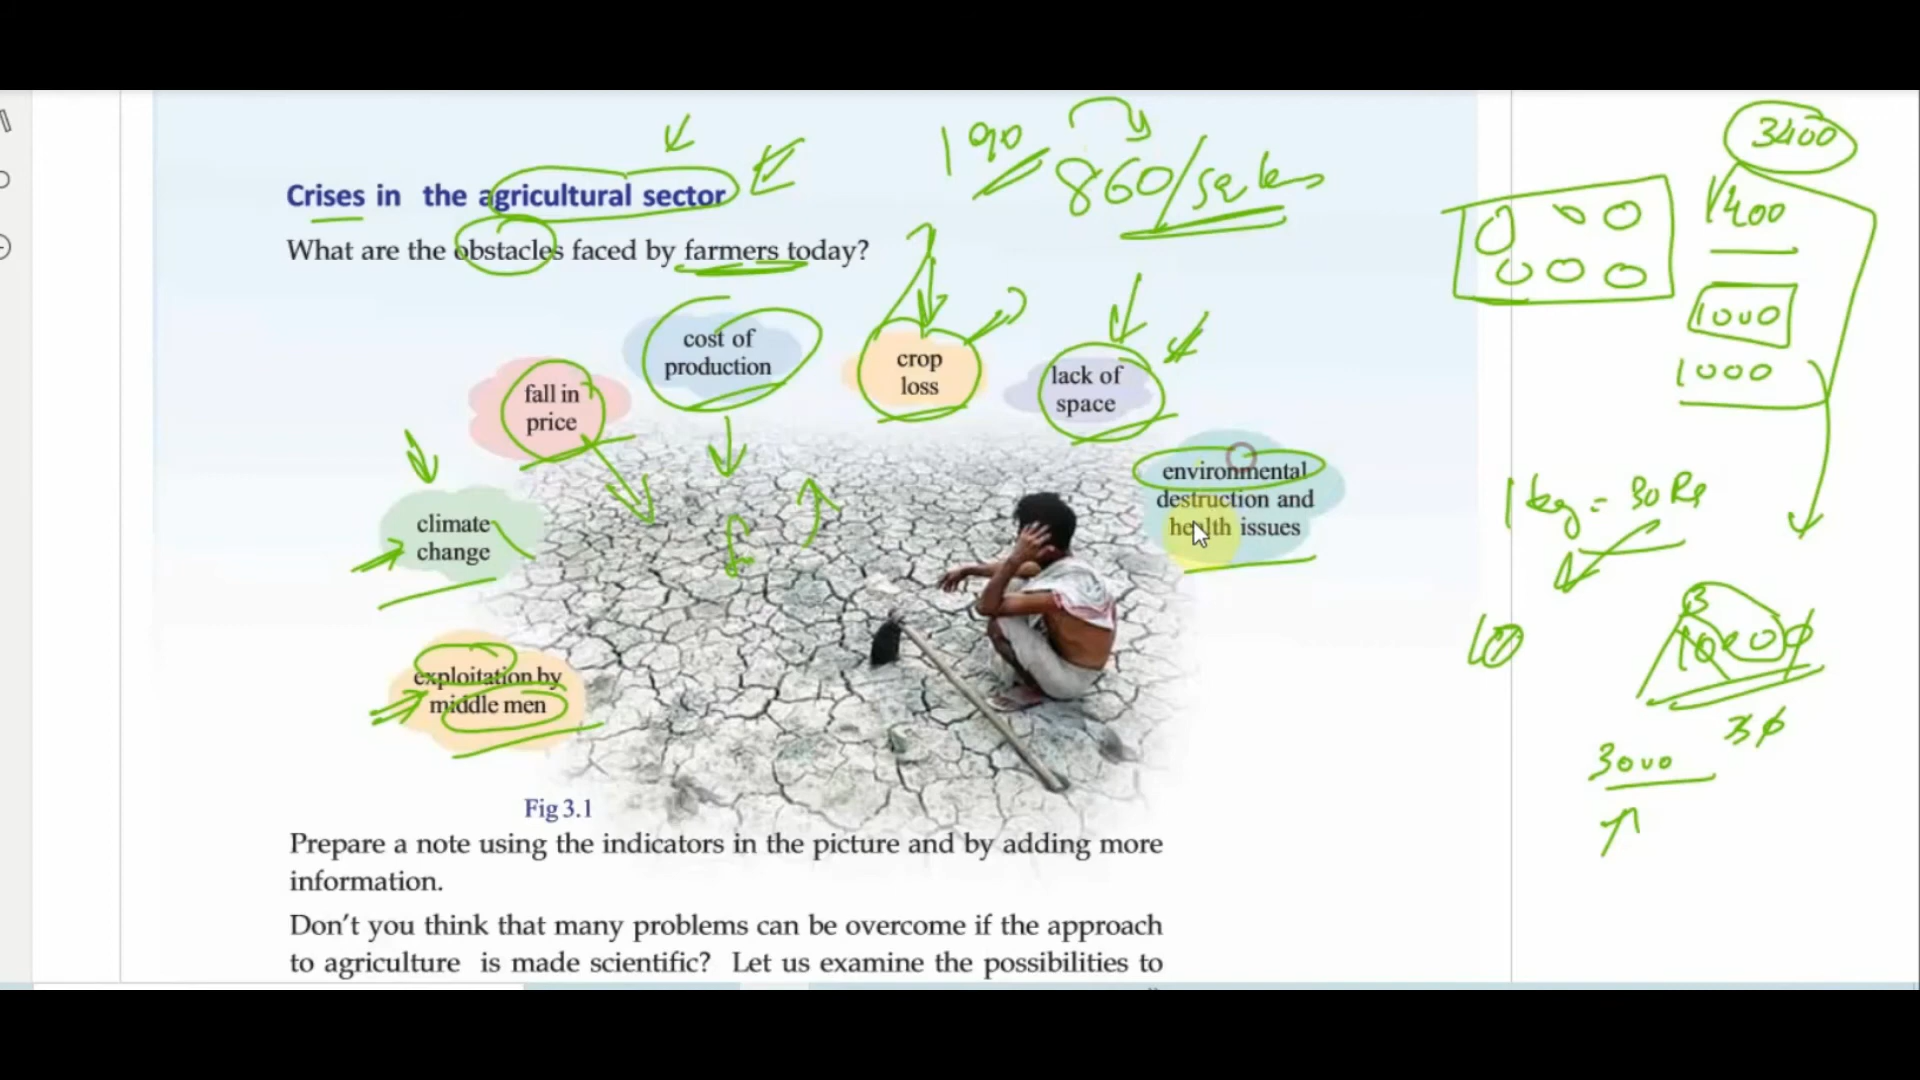 Crises in the agricultural sector
What are the obstacles faced by farmers today?
190
860/
3400
1400
1000
1000
cost of
production
crop
loss
lack of
space
fall in
price
environmental
destruction and
health issues
climate
change
exploitation by
middle men
1 kg = 30 Rs
3000
Fig 3.1
Prepare a note using the indicators in the picture and by adding more
information.
Don't you think that many problems can be overcome if the approach
to agriculture is made scientific? Let us examine the possibilities to